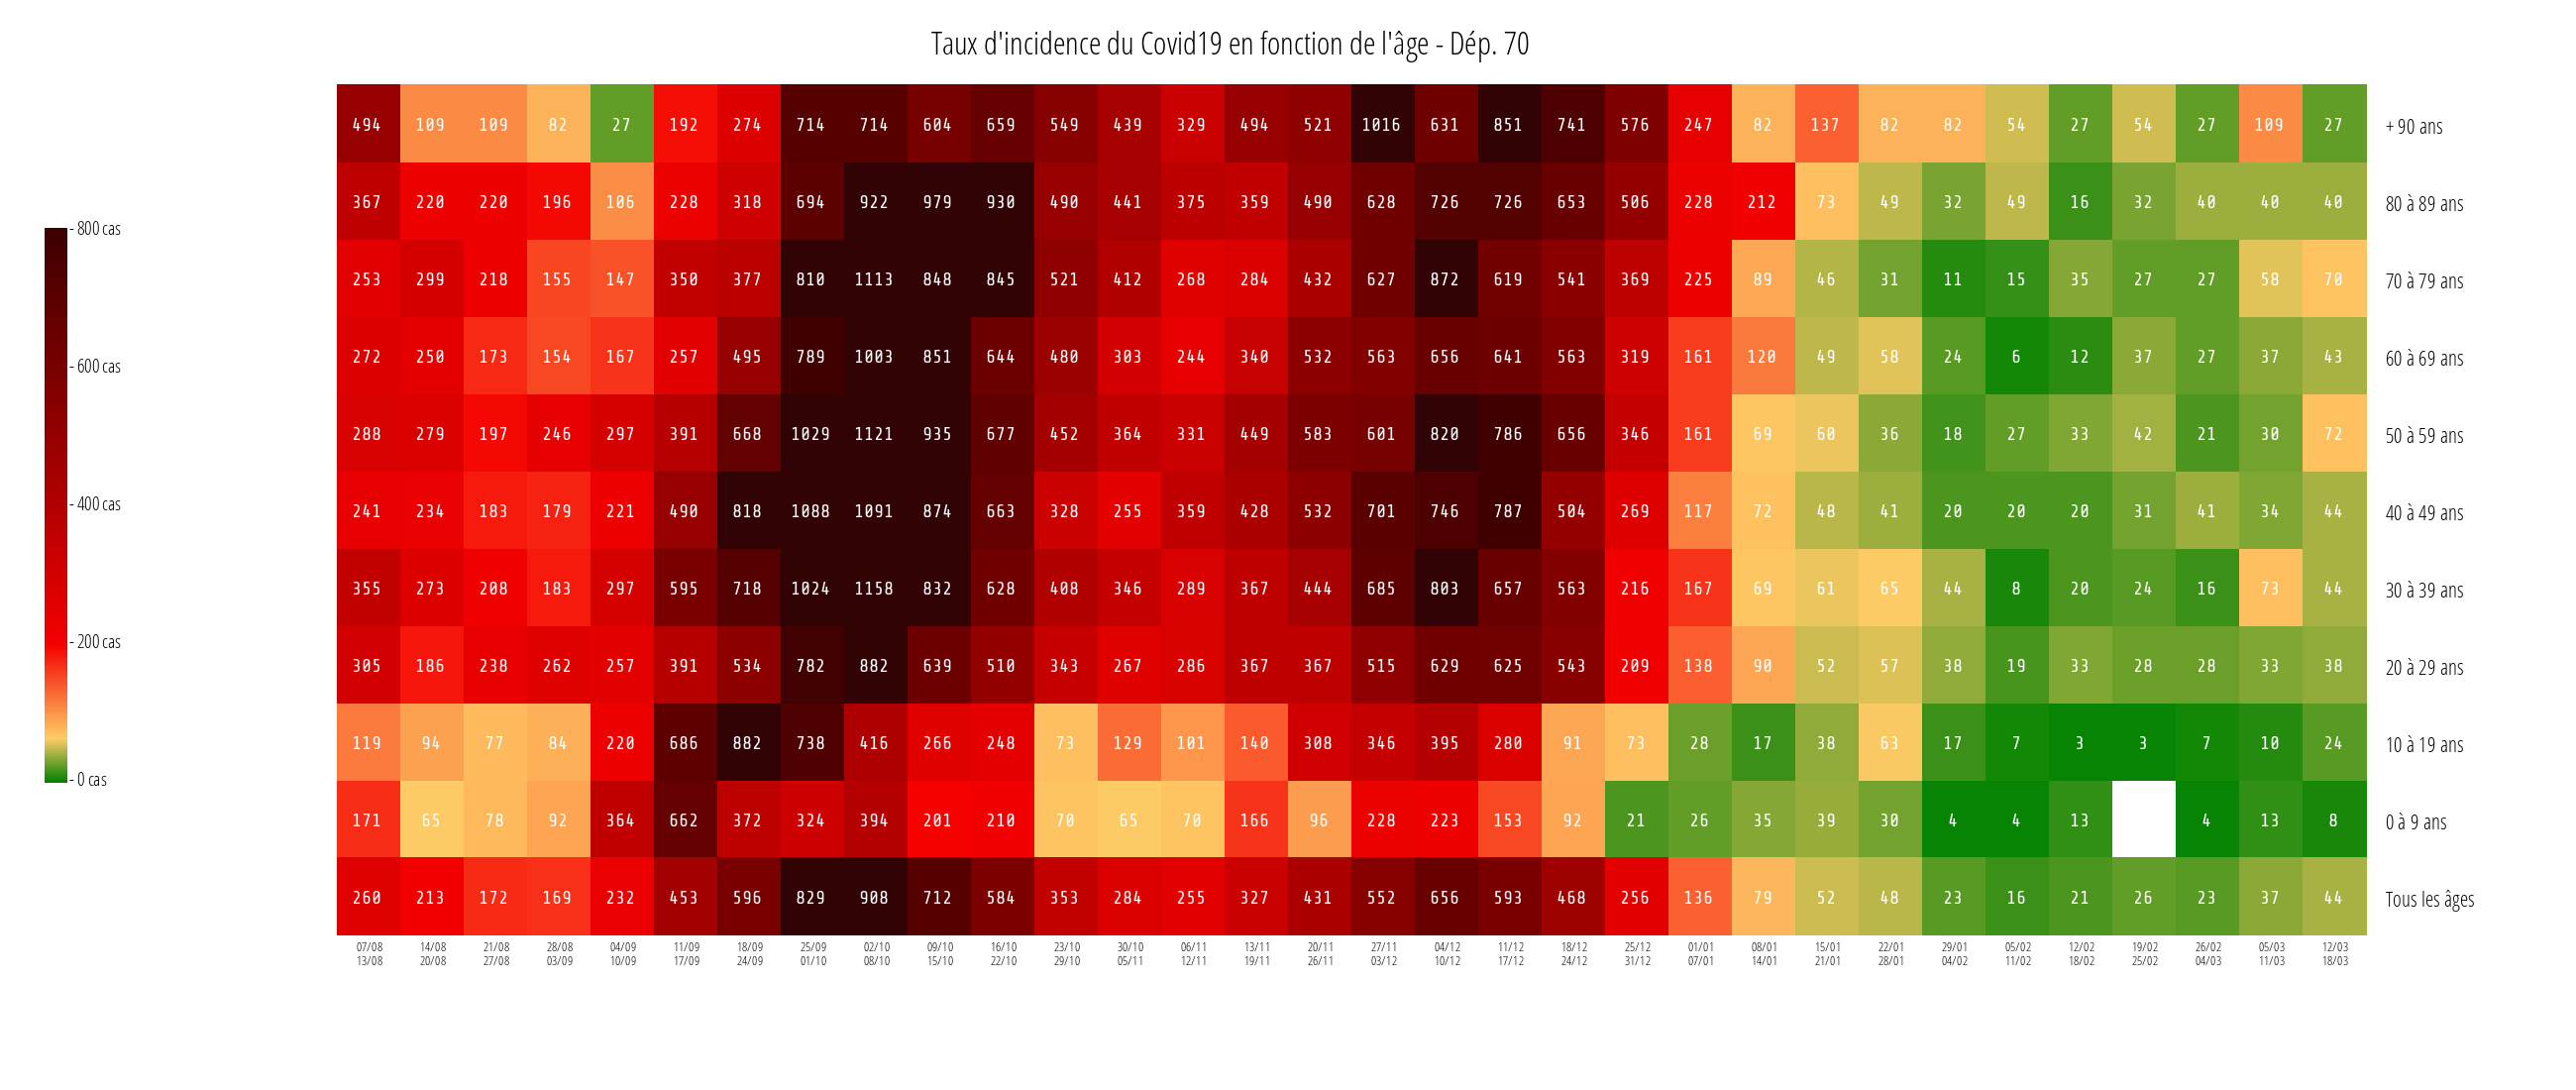 Taux d'incidence du Covid19 en fonction de l'âge - Dép. 70
- 800 cas
- 600 cas
- 400 cas
- 200 cas
- 0 cas
494 109 109 82 27 192 274 714 714 604 659 549 439 329 494 521 1016 631 851 741 576 247 82 137 82 82 54 27 54 27 109 27 + 90 ans
367 220 220 196 106 228 318 694 922 979 930 490 441 375 359 490 628 726 726 653 506 228 212 73 49 32 49 16 32 40 40 40 80 à 89 ans
253 299 218 155 147 350 377 810 1113 848 845 521 412 268 284 432 627 872 619 541 369 225 89 46 31 11 15 35 27 27 58 70 70 à 79 ans
272 250 173 154 167 257 495 789 1003 851 644 480 303 244 340 532 563 656 641 563 319 161 120 49 58 24 6 12 37 27 37 43 60 à 69 ans
288 279 197 246 297 391 668 1029 1121 935 677 452 364 331 449 583 601 820 786 656 346 161 69 60 36 18 27 33 42 21 30 72 50 à 59 ans
241 234 183 179 221 490 818 1088 1091 874 663 328 255 359 428 532 701 746 787 504 269 117 72 48 41 20 20 20 31 41 34 44 40 à 49 ans
355 273 208 183 297 595 718 1024 1158 832 628 408 346 289 367 444 685 803 657 563 216 167 69 61 65 44 8 20 24 16 73 44 30 à 39 ans
305 186 238 262 257 391 534 782 882 639 510 343 267 286 367 367 515 629 625 543 209 138 90 52 57 38 19 33 28 28 33 38 20 à 29 ans
119 94 77 84 220 686 882 738 416 266 248 73 129 101 140 308 346 395 280 91 73 28 17 38 63 17 7 3 3 7 10 24 10 à 19 ans
171 65 78 92 364 662 372 324 394 201 210 70 65 70 166 96 228 223 153 92 21 26 35 39 30 4 4 13 4 13 8 0 à 9 ans
260 213 172 169 232 453 596 829 908 712 584 353 284 255 327 431 552 656 593 468 256 136 79 52 48 23 16 21 26 23 37 44 Tous les âges
07/08 14/08 21/08 28/08 04/09 11/09 18/09 25/09 02/10 09/10 16/10 23/10 30/10 06/11 13/11 20/11 27/11 04/12 11/12 18/12 25/12 01/01 08/01 15/01 22/01 29/01 05/02 12/02 19/02 26/02 05/03 12/03
13/08 20/08 27/08 03/09 10/09 17/09 24/09 01/10 08/10 15/10 22/10 29/10 05/11 12/11 19/11 26/11 03/12 10/12 17/12 24/12 31/12 07/01 14/01 21/01 28/01 04/02 11/02 18/02 25/02 04/03 11/03 18/03